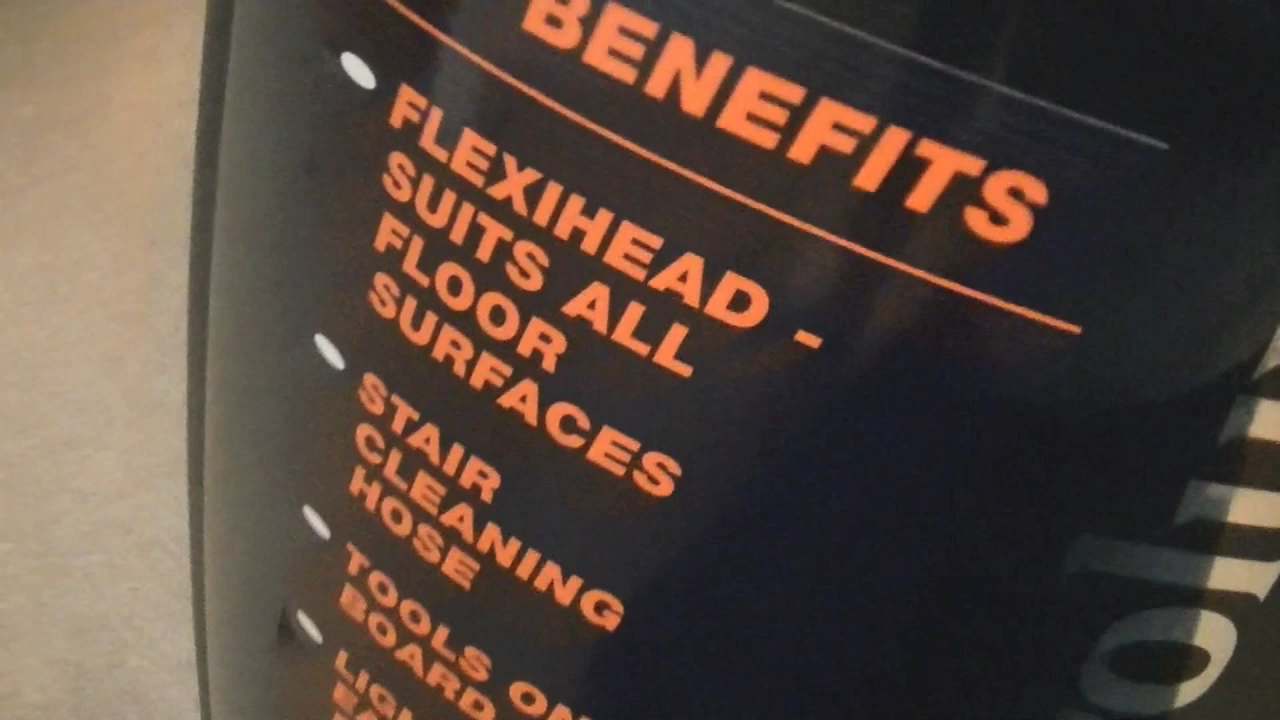 BENEFITS
FLEXIHEAD -
SUITS ALL
FLOOR
SURFACES
STAIR
CLEANING
HOSE
TOOLS ON
BOARD